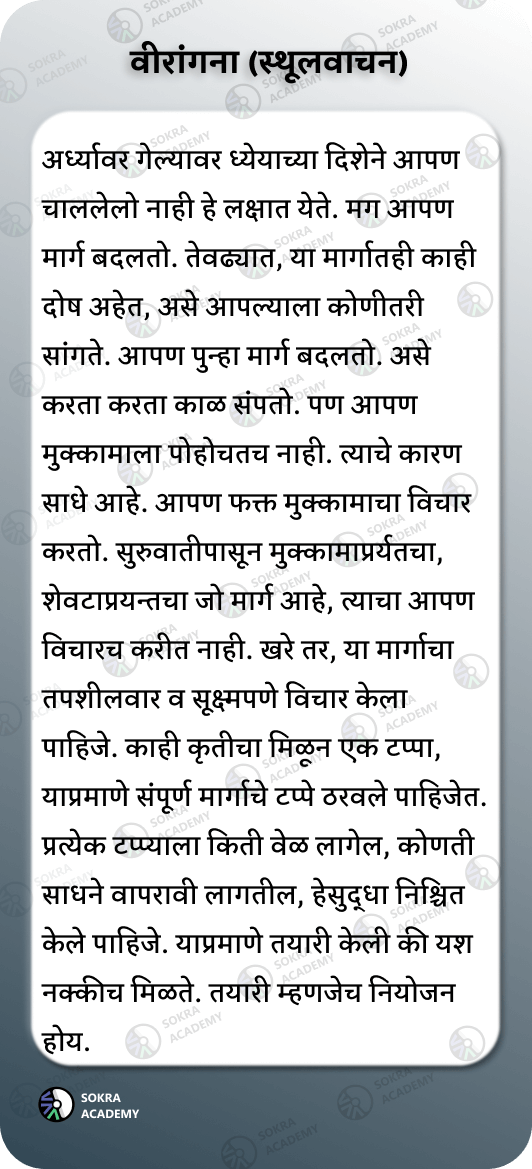 वीरांगना (स्थूलवाचन)
अर्ध्यावर गेल्यावर ध्येयाच्या दिशेने आपण
चाललेलो नाही हे लक्षात येते. मग आपण
मार्ग बदलतो. तेवढ्यात, या मार्गातही काही
दोष अहेत, असे आपल्याला कोणीतरी
सांगते. आपण पुन्हा मार्ग बदलतो. असे
करता करता काळ संपतो. पण आपण
मुक्कामाला पोहोचतच नाही. त्याचे कारण
साधे आहे. आपण फक्त मुक्कामाचा विचार
करतो. सुरुवातीपासून मुक्कामाप्रर्यतचा,
शेवटाप्रयन्तचा जो मार्ग आहे, त्याचा आपण
विचारच करीत नाही. खरे तर, या मार्गाचा
तपशीलवार व सूक्ष्मपणे विचार केला
पाहिजे. काही कृतीचा मिळून एक टप्पा,
याप्रमाणे संपूर्ण मार्गाचे टप्पे ठरवले पाहिजेत.
प्रत्येक टप्प्याला किती वेळ लागेल, कोणती
साधने वापरावी लागतील, हेसुद्धा निश्चित
केले पाहिजे. याप्रमाणे तयारी केली की यश
नक्कीच मिळते. तयारी म्हणजेच नियोजन
होय.
SOKRA
ACADEMY